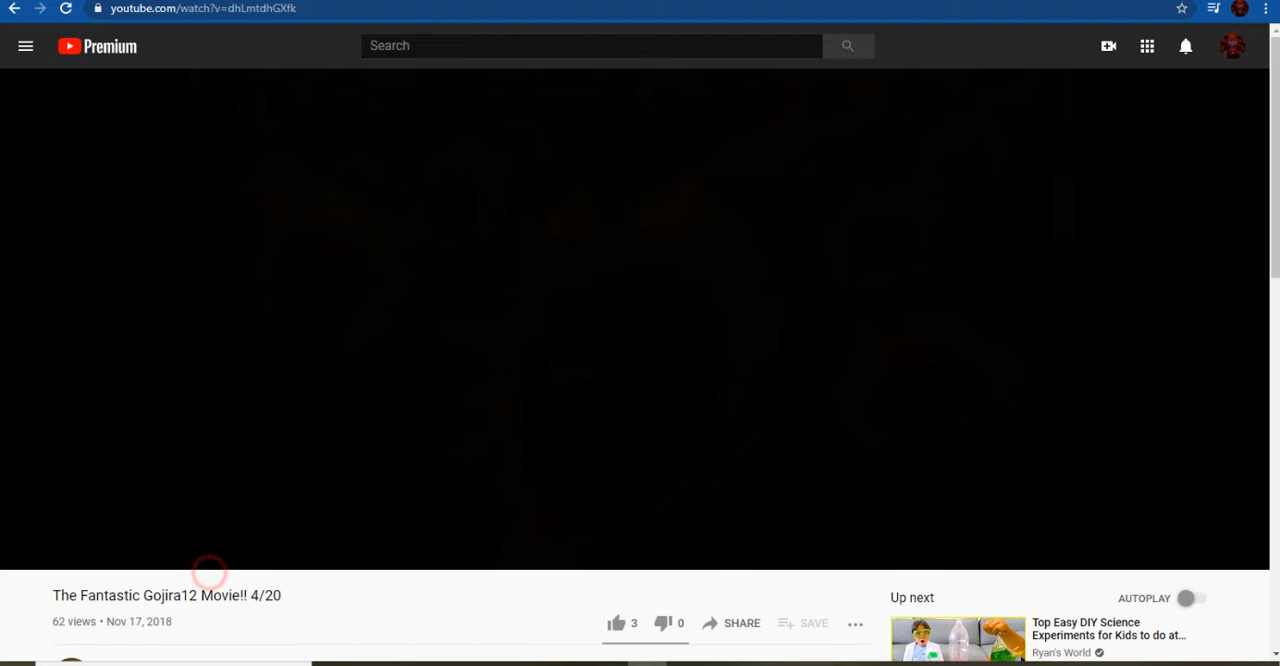 youtube.com/watch?v=dhLmtdhGXfk
Premium
Search
The Fantastic Gojira12 Movie!! 4/20
62 views • Nov 17, 2018
3
0
SHARE
SAVE
Up next
AUTOPLAY
Top Easy DIY Science
Experiments for Kids to do at...
Ryan's World